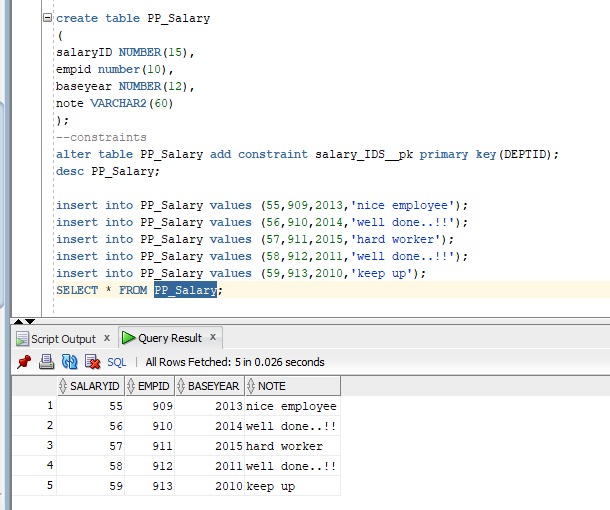 create table PP_Salary
(
salaryID NUMBER(15),
empid number(10),
baseyear NUMBER(12),
note VARCHAR2(60)
);
--constraints
alter table PP_Salary add constraint salary_IDS__pk primary key(DEPTID);
desc PP_Salary;
insert into PP_Salary values (55,909,2013,'nice employee');
insert into PP_Salary values (56,910,2014,'well done..!!');
insert into PP_Salary values (57,911,2015,'hard worker');
insert into PP_Salary values (58,912,2011,'well done..!!');
insert into PP_Salary values (59,913,2010,'keep up');
SELECT * FROM PP_Salary;
Script Output x Query Result x
SQL | All Rows Fetched: 5 in 0.026 seconds
SALARYID EMPID BASEYEAR NOTE
1 55 909 2013 nice employee
2 56 910 2014 well done..!!
3 57 911 2015 hard worker
4 58 912 2011 well done..!!
5 59 913 2010 keep up